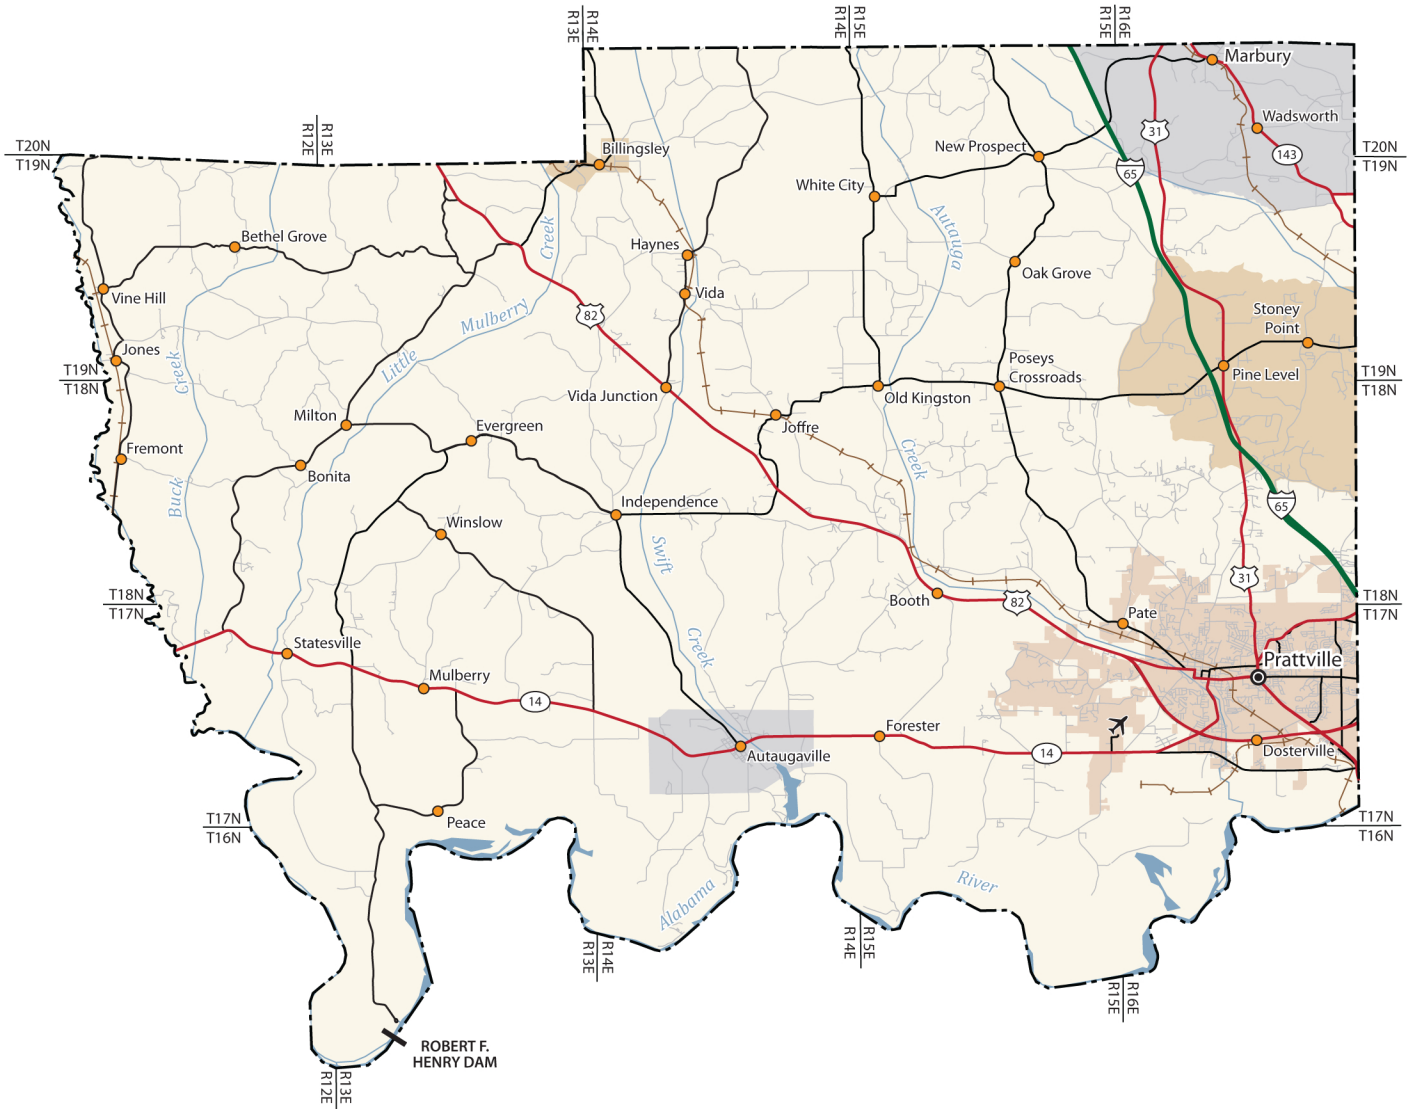 R14E
R13E
R15E
R14E
R16E
R15E
Marbury
Wadsworth
31
143
R13E
R12E
T20N
T19N
T20N
T19N
Billingsley
New Prospect
65
White City
Creek
Autauga
Bethel Grove
Haynes
Oak Grove
Vine Hill
Vida
Mulberry
82
Stoney
Point
Jones
Creek
Little
T19N
T18N
Poseys
Crossroads
Pine Level
T19N
T18N
Vida Junction
Old Kingston
Milton
Evergreen
Joffre
Fremont
Creek
Bonita
Buck
Independence
65
Winslow
Swift
31
T18N
T17N
Booth
82
T18N
T17N
Pate
Statesville
Creek
Prattville
Mulberry
14
Forester
Autaugaville
14
Dosterville
T17N
T16N
Peace
T17N
T16N
Alabama
River
R14E
R13E
R15E
R14E
R16E
R15E
ROBERT F.
HENRY DAM
R13E
R12E